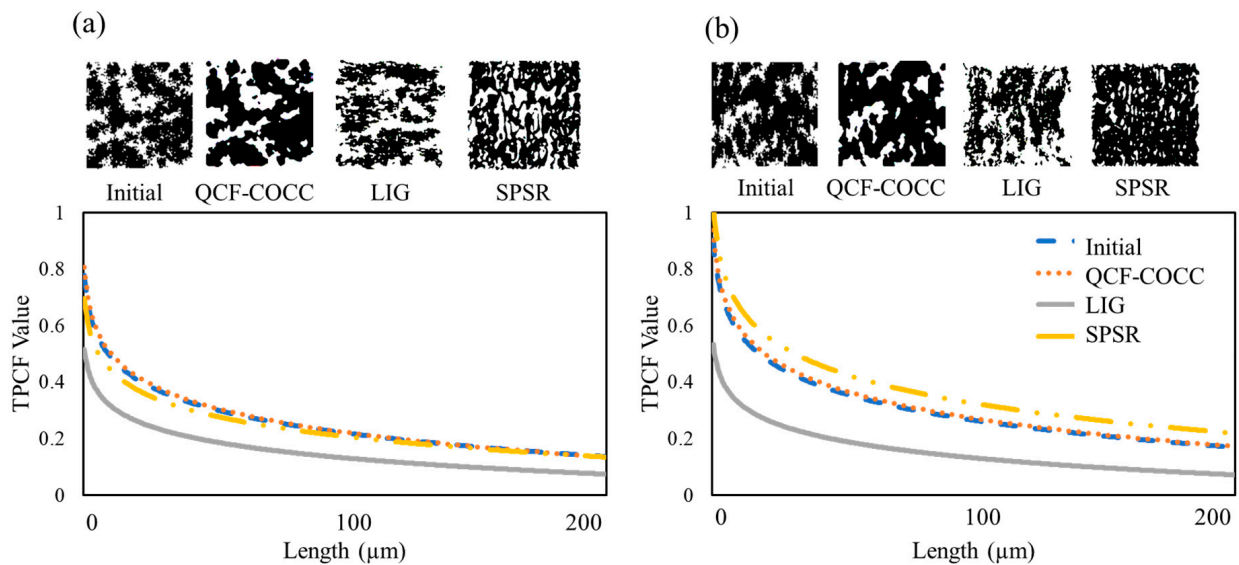 (a)
Initial QCF-COCC LIG SPSR
1
0.8
0.6
0.4
0.2
0
TPCF Value
0 100 200
Length (µm)
(b)
Initial QCF-COCC LIG SPSR
1
0.8
0.6
0.4
0.2
0
TPCF Value
Initial
QCF-COCC
LIG
SPSR
0 100 200
Length (µm)